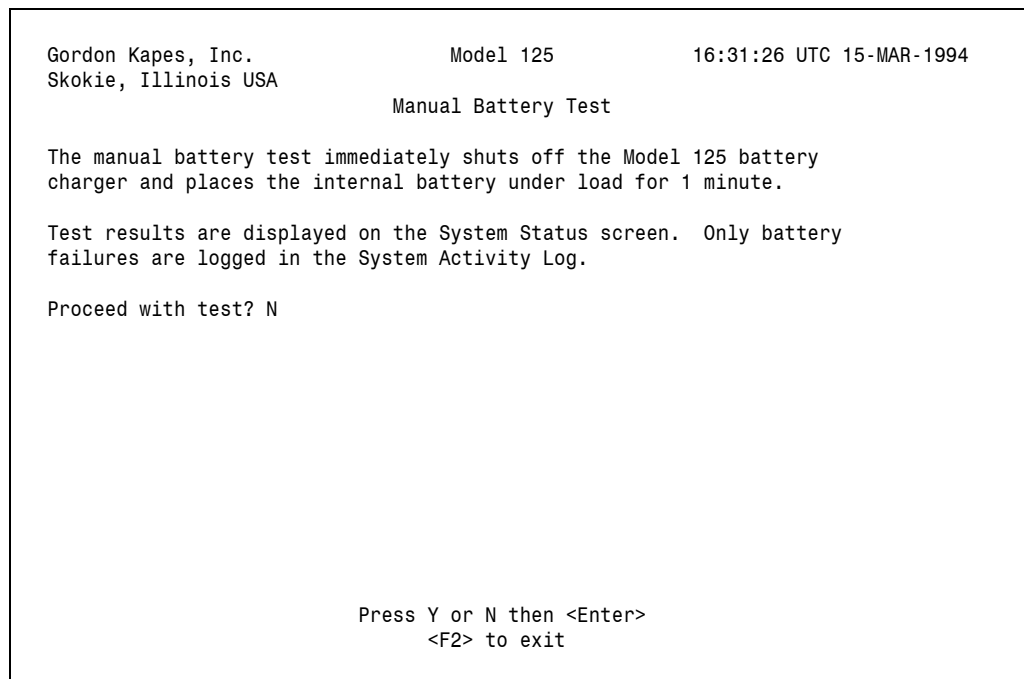 Gordon Kapes, Inc. Model 125 16:31:26 UTC 15-MAR-1994
Skokie, Illinois USA
Manual Battery Test
The manual battery test immediately shuts off the Model 125 battery
charger and places the internal battery under load for 1 minute.
Test results are displayed on the System Status screen.  Only battery
failures are logged in the System Activity Log.
Proceed with test? N
Press Y or N then <Enter>
<F2> to exit